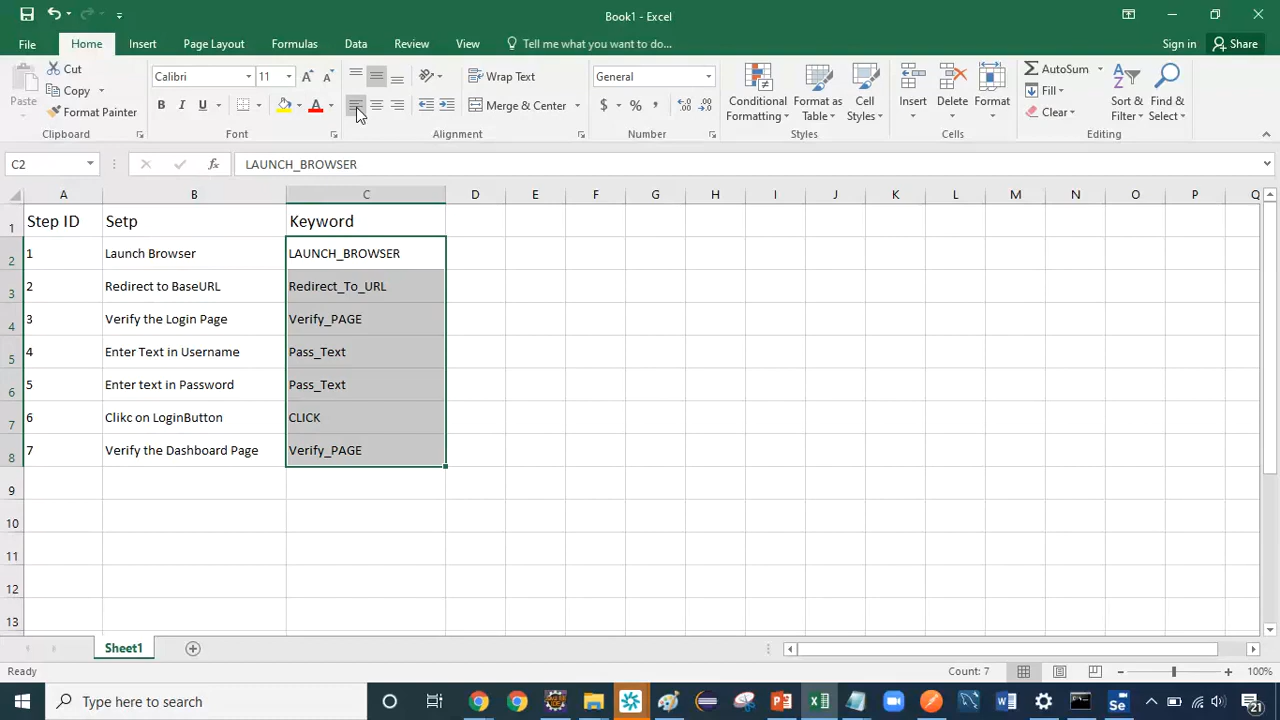 Book1 - Excel
File Home Insert Page Layout Formulas Data Review View Tell me what you want to do... Sign in Share
Paste
Cut
Copy
Format Painter
Clipboard
Calibri 11
B I U
Font
Wrap Text
Merge & Center
Alignment
General
$ % ,
Number
Conditional Formatting
Format as Table
Cell Styles
Styles
Insert
Delete
Format
Cells
AutoSum
Fill
Clear
Sort & Filter
Find & Select
Editing
C2 fx LAUNCH_BROWSER
A B C D E F G H I J K L M N O P Q
1 Step ID Setp Keyword
2 1 Launch Browser LAUNCH_BROWSER
3 2 Redirect to BaseURL Redirect_To_URL
4 3 Verify the Login Page Verify_PAGE
5 4 Enter Text in Username Pass_Text
6 5 Enter text in Password Pass_Text
7 6 Clikc on LoginButton CLICK
8 7 Verify the Dashboard Page Verify_PAGE
9
10
11
12
13
Sheet1
Ready Count: 7 100%
Type here to search
Se
21